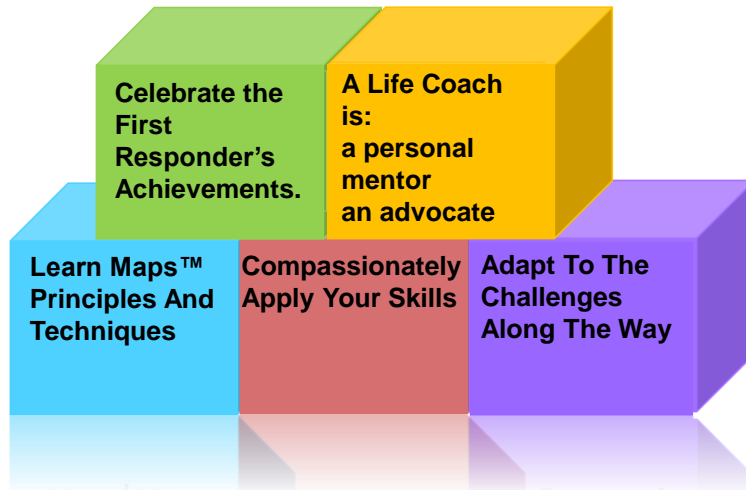 Celebrate the
First
Responder’s
Achievements.
A Life Coach
is:
a personal
mentor
an advocate
Learn Maps™
Principles And
Techniques
Compassionately
Apply Your Skills
Adapt To The
Challenges
Along The Way